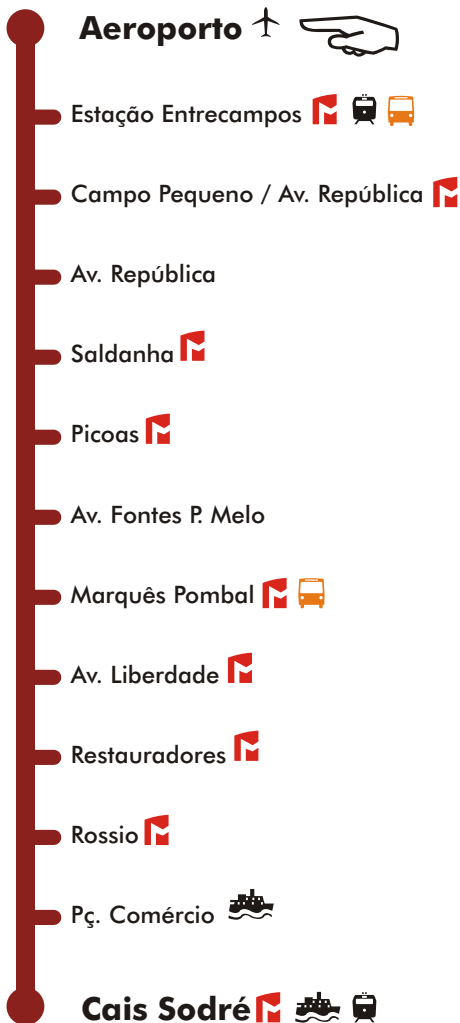 Aeroporto
Estação Entrecampos
Campo Pequeno / Av. República
Av. República
Saldanha
Picoas
Av. Fontes P. Melo
Marquês Pombal
Av. Liberdade
Restauradores
Rossio
Pç. Comércio
Cais Sodré